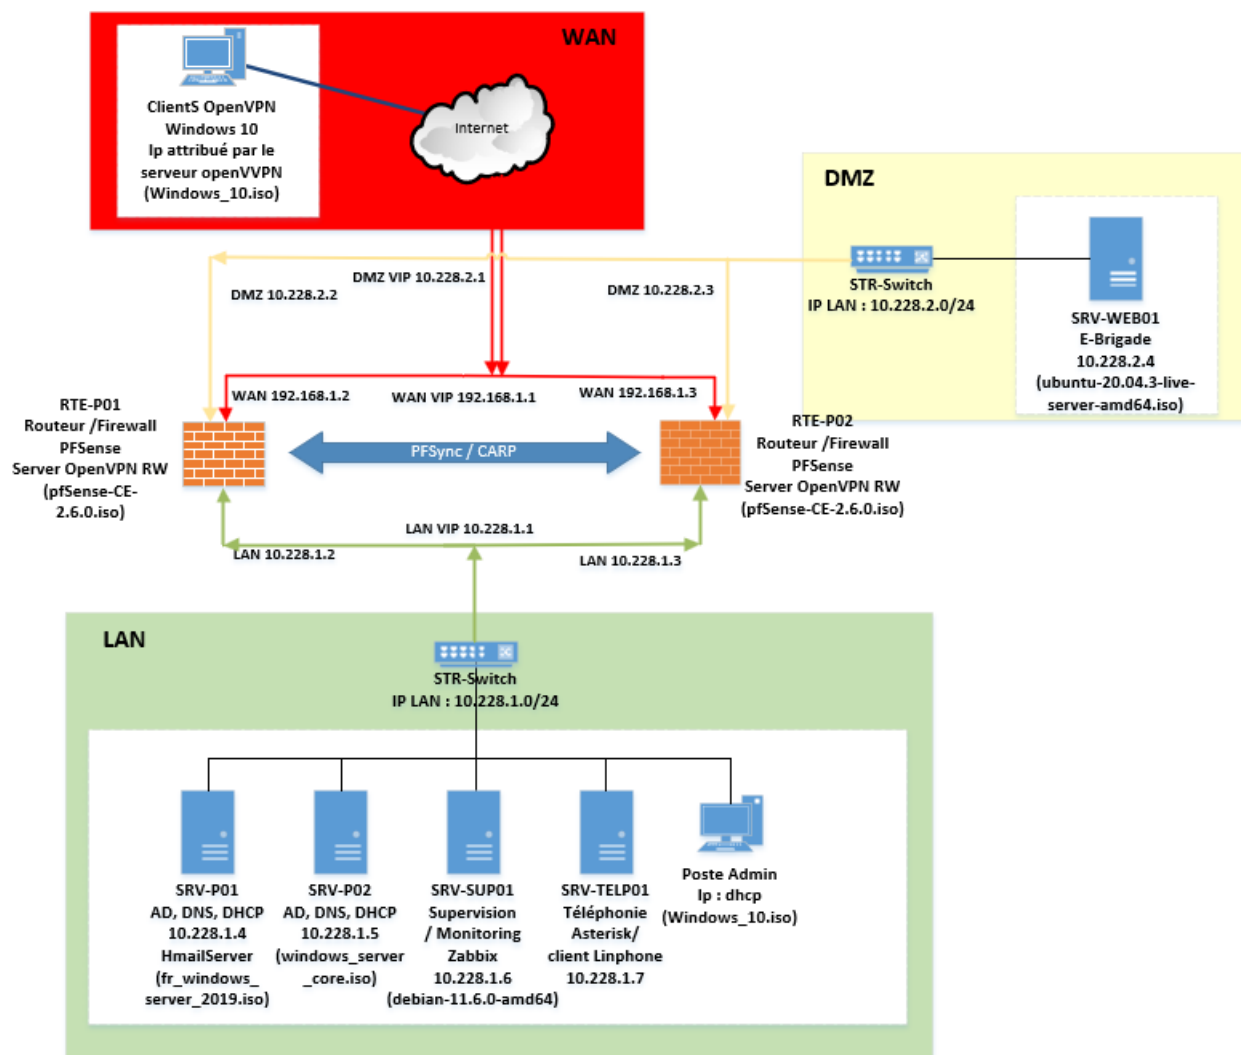 WAN
ClientS OpenVPN
Windows 10
Ip attribué par le
serveur openVVPN
(Windows_10.iso)
Internet
DMZ
STR-Switch
IP LAN : 10.228.2.0/24
SRV-WEB01
E-Brigade
10.228.2.4
(ubuntu-20.04.3-live-
server-amd64.iso)
DMZ VIP 10.228.2.1
DMZ 10.228.2.2
DMZ 10.228.2.3
WAN 192.168.1.2
WAN VIP 192.168.1.1
WAN 192.168.1.3
RTE-P01
Routeur /Firewall
PFSense
Server OpenVPN RW
(pfSense-CE-
2.6.0.iso)
PFSync / CARP
RTE-P02
Routeur /Firewall
PFSense
Server OpenVPN RW
(pfSense-CE-2.6.0.iso)
LAN VIP 10.228.1.1
LAN 10.228.1.2
LAN 10.228.1.3
LAN
STR-Switch
IP LAN : 10.228.1.0/24
SRV-P01
AD, DNS, DHCP
10.228.1.4
HmailServer
(fr_windows_
server_2019.iso)
SRV-P02
AD, DNS, DHCP
10.228.1.5
(windows_server
_core.iso)
SRV-SUP01
Supervision
/ Monitoring
Zabbix
10.228.1.6
(debian-11.6.0-amd64)
SRV-TELP01
Téléphonie
Asterisk/
client Linphone
10.228.1.7
Poste Admin
Ip : dhcp
(Windows_10.iso)